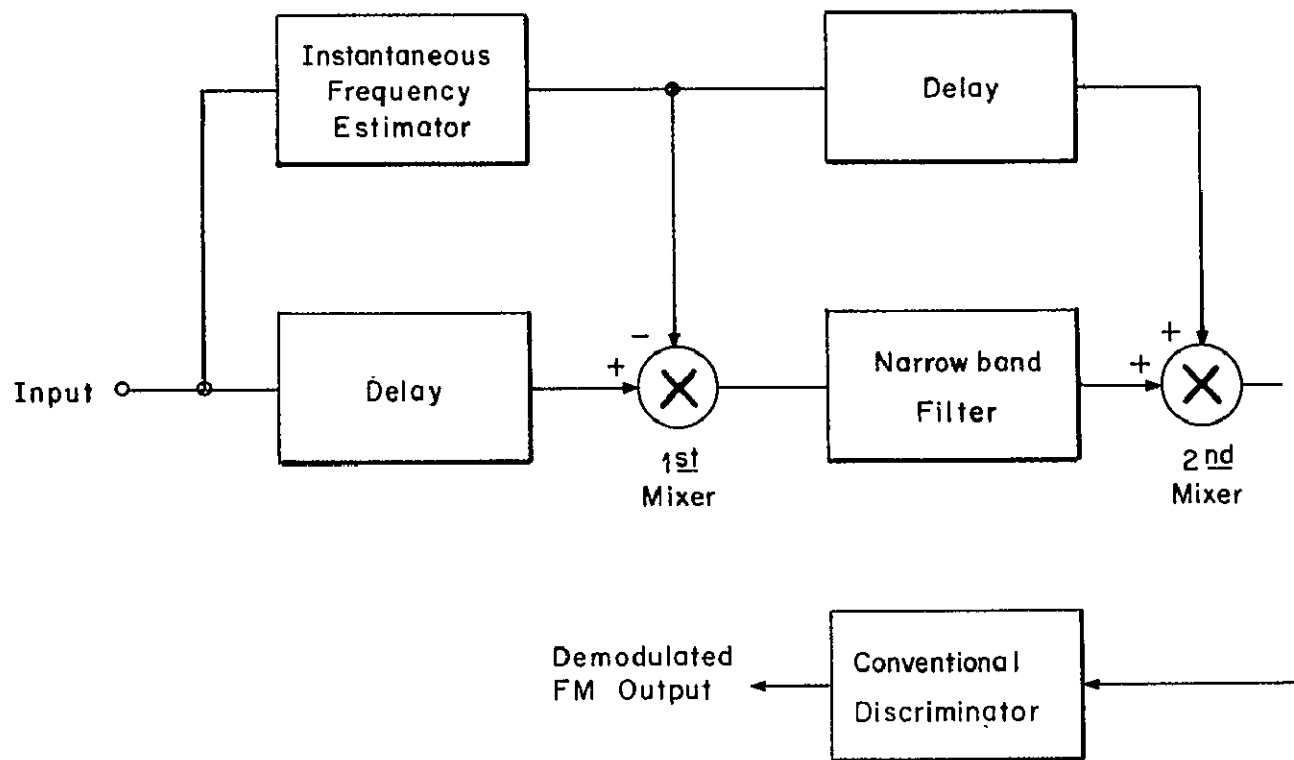 Instantaneous
Frequency
Estimator
Delay
Input
Delay
+
-
1st
Mixer
Narrow band
Filter
+
+
2nd
Mixer
Demodulated
FM Output
Conventional
Discriminator